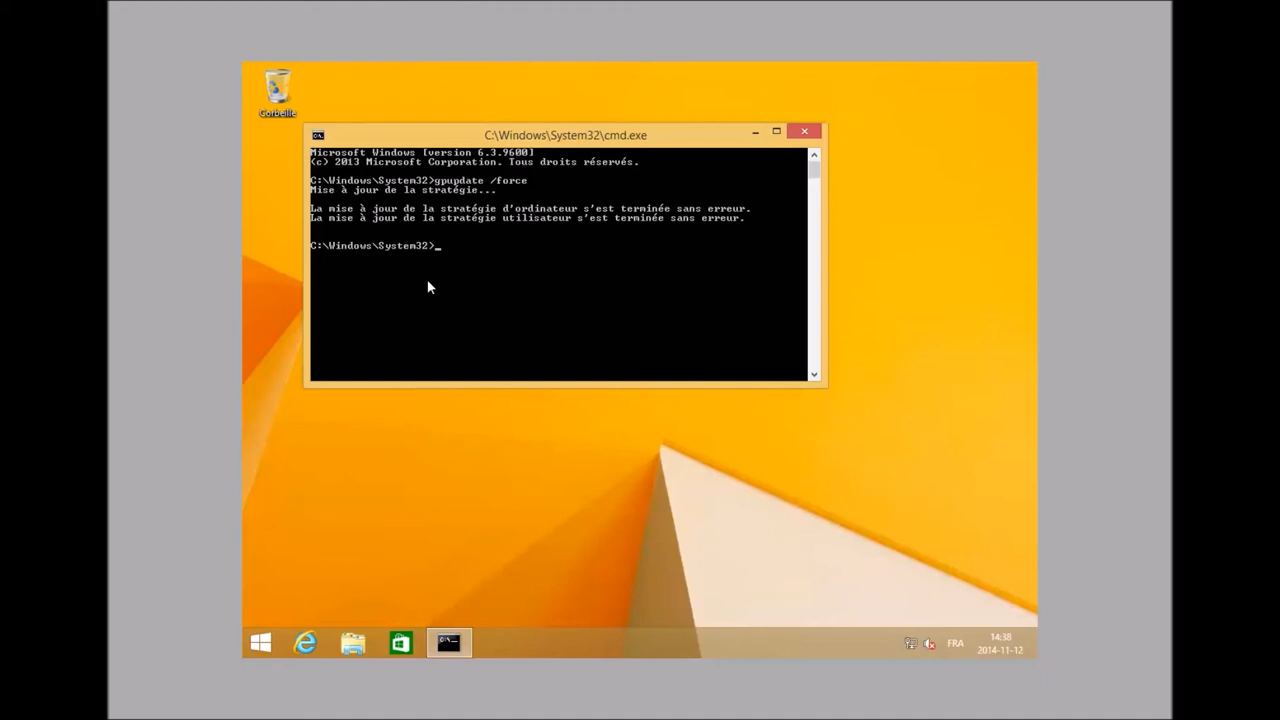 Corbeille
C:\Windows\System32\cmd.exe
Microsoft Windows [version 6.3.9600]
(c) 2013 Microsoft Corporation. Tous droits réservés.
C:\Windows\System32>gpupdate /force
Mise à jour de la stratégie...
La mise à jour de la stratégie d'ordinateur s'est terminée sans erreur.
La mise à jour de la stratégie utilisateur s'est terminée sans erreur.
C:\Windows\System32>_
FRA
14:38
2014-11-12